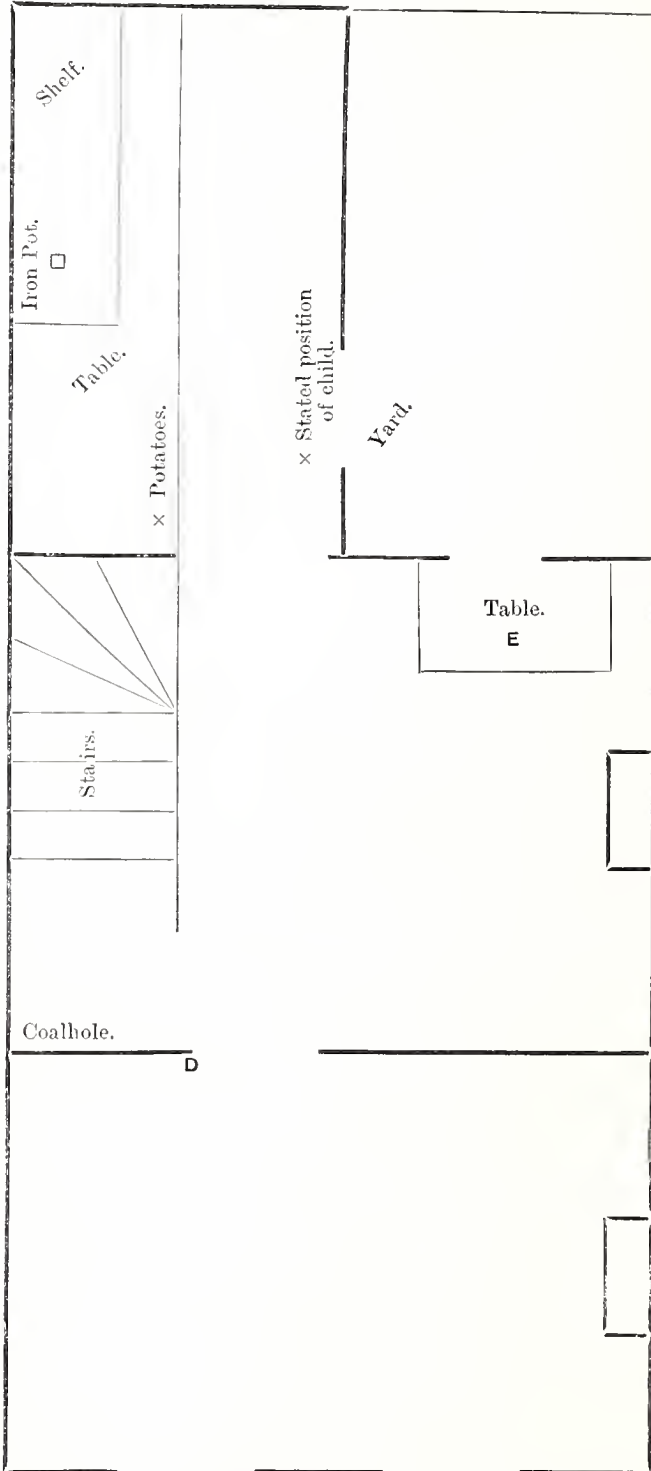 Shelf.
Iron Pot.
Table.
× Potatoes.
× Stated position
of child.
Yard.
Table.
E
Stairs.
Coalhole.
D